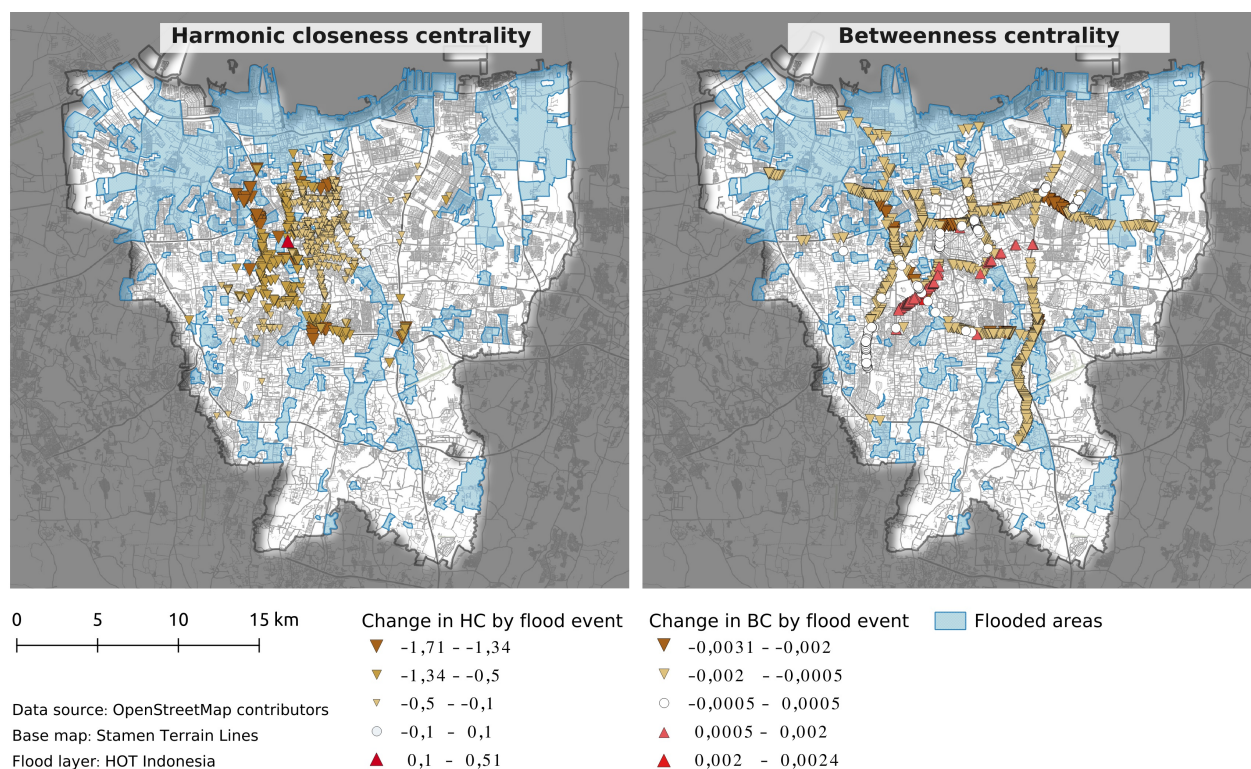 Harmonic closeness centrality
Betweenness centrality
0 5 10 15 km
Data source: OpenStreetMap contributors
Base map: Stamen Terrain Lines
Flood layer: HOT Indonesia
Change in HC by flood event
-1,71 - -1,34
-1,34 - -0,5
-0,5 - -0,1
-0,1 - 0,1
0,1 - 0,51
Change in BC by flood event
-0,0031 - -0,002
-0,002 - -0,0005
-0,0005 - 0,0005
0,0005 - 0,002
0,002 - 0,0024
Flooded areas